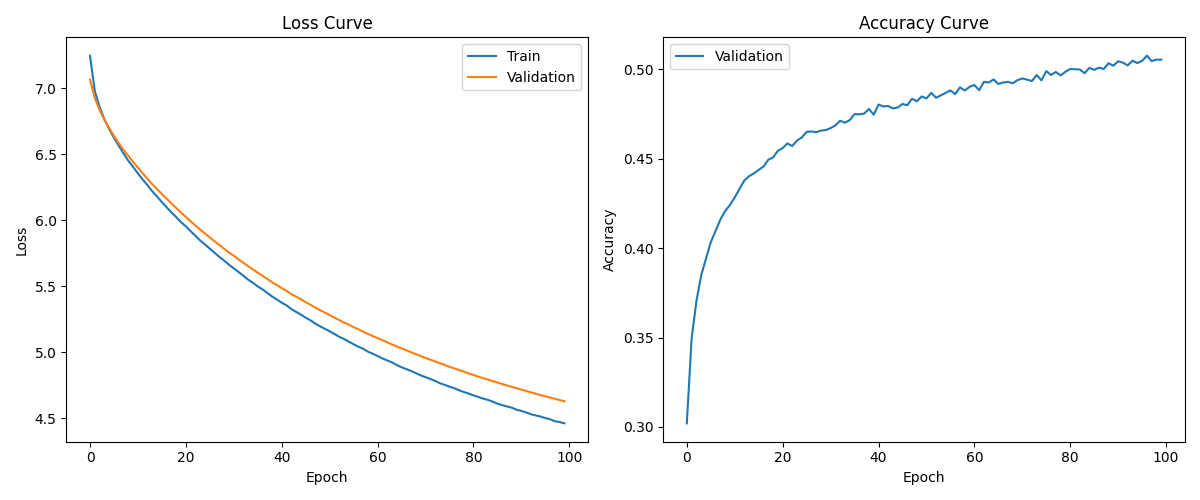 Loss Curve
Train
Validation
7.0
6.5
6.0
5.5
5.0
4.5
0 20 40 60 80 100
Loss
Epoch
Accuracy Curve
Validation
0.50
0.45
0.40
0.35
0.30
0 20 40 60 80 100
Accuracy
Epoch